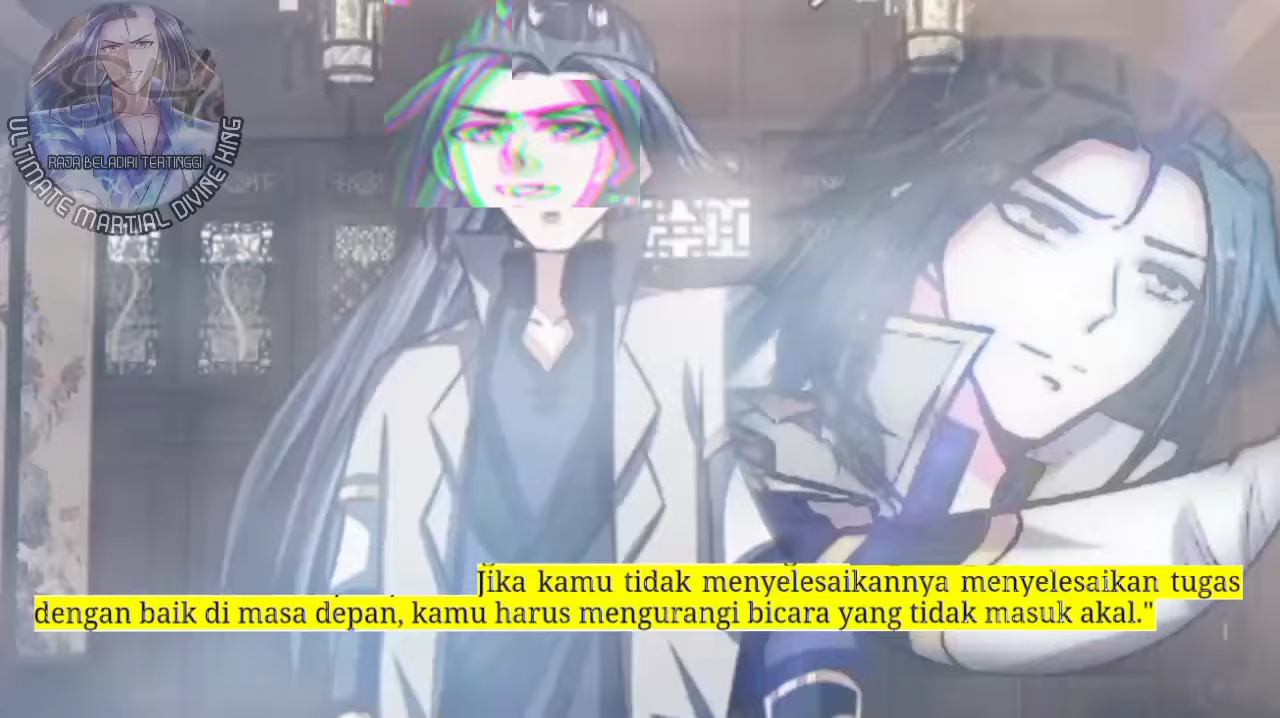 RAJA BELADIRI TERTINGGI
ULTIMATE MARTIAL DIVINE KING
Jika kamu tidak menyelesaikannya menyelesaikan tugas
dengan baik di masa depan, kamu harus mengurangi bicara yang tidak masuk akal."